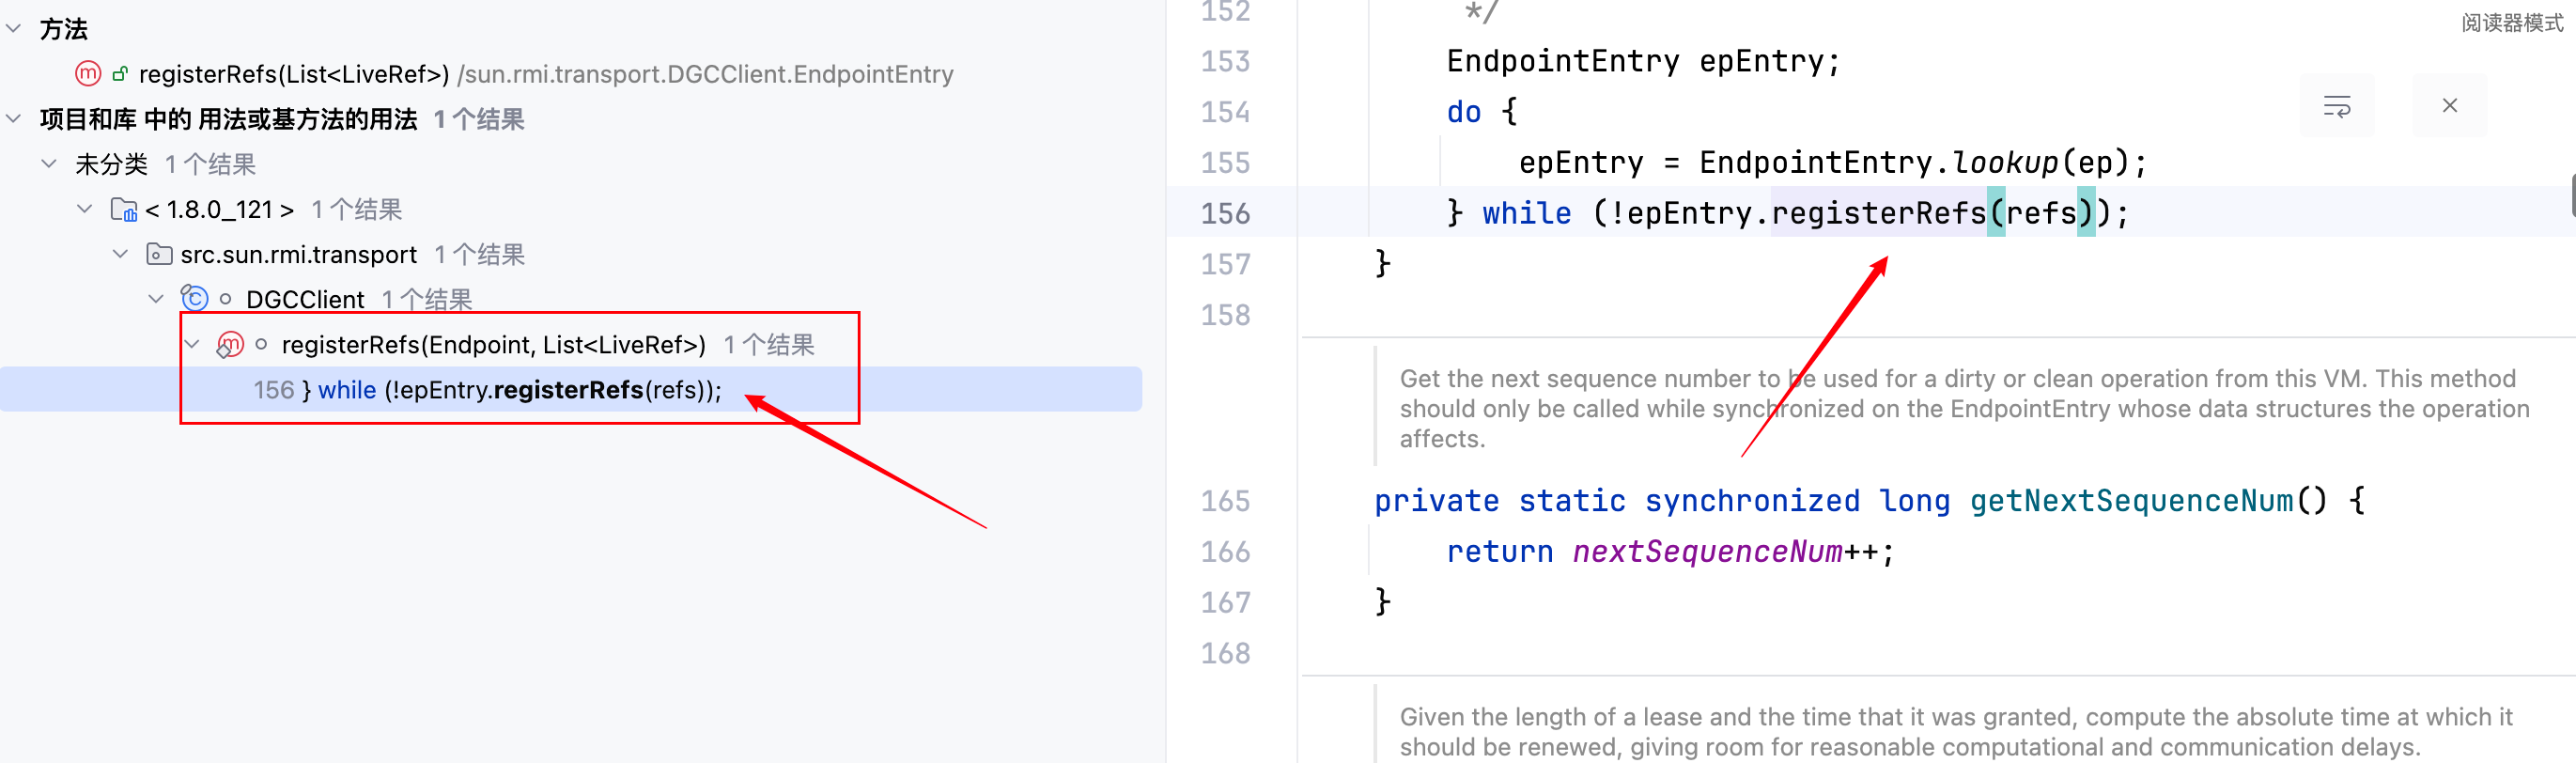 方法
registerRefs(List<LiveRef>) /sun.rmi.transport.DGCClient.EndpointEntry
项目和库 中的 用法或基方法的用法 1 个结果
未分类 1 个结果
< 1.8.0_121 > 1 个结果
src.sun.rmi.transport 1 个结果
DGCClient 1 个结果
registerRefs(Endpoint, List<LiveRef>) 1 个结果
156 } while (!epEntry.registerRefs(refs));
阅读器模式
152 */
153 EndpointEntry epEntry;
154 do {
155 epEntry = EndpointEntry.lookup(ep);
156 } while (!epEntry.registerRefs(refs));
157 }
158
Get the next sequence number to be used for a dirty or clean operation from this VM. This method
should only be called while synchronized on the EndpointEntry whose data structures the operation
affects.
165 private static synchronized long getNextSequenceNum() {
166 return nextSequenceNum++;
167 }
168
Given the length of a lease and the time that it was granted, compute the absolute time at which it
should be renewed, giving room for reasonable computational and communication delays.